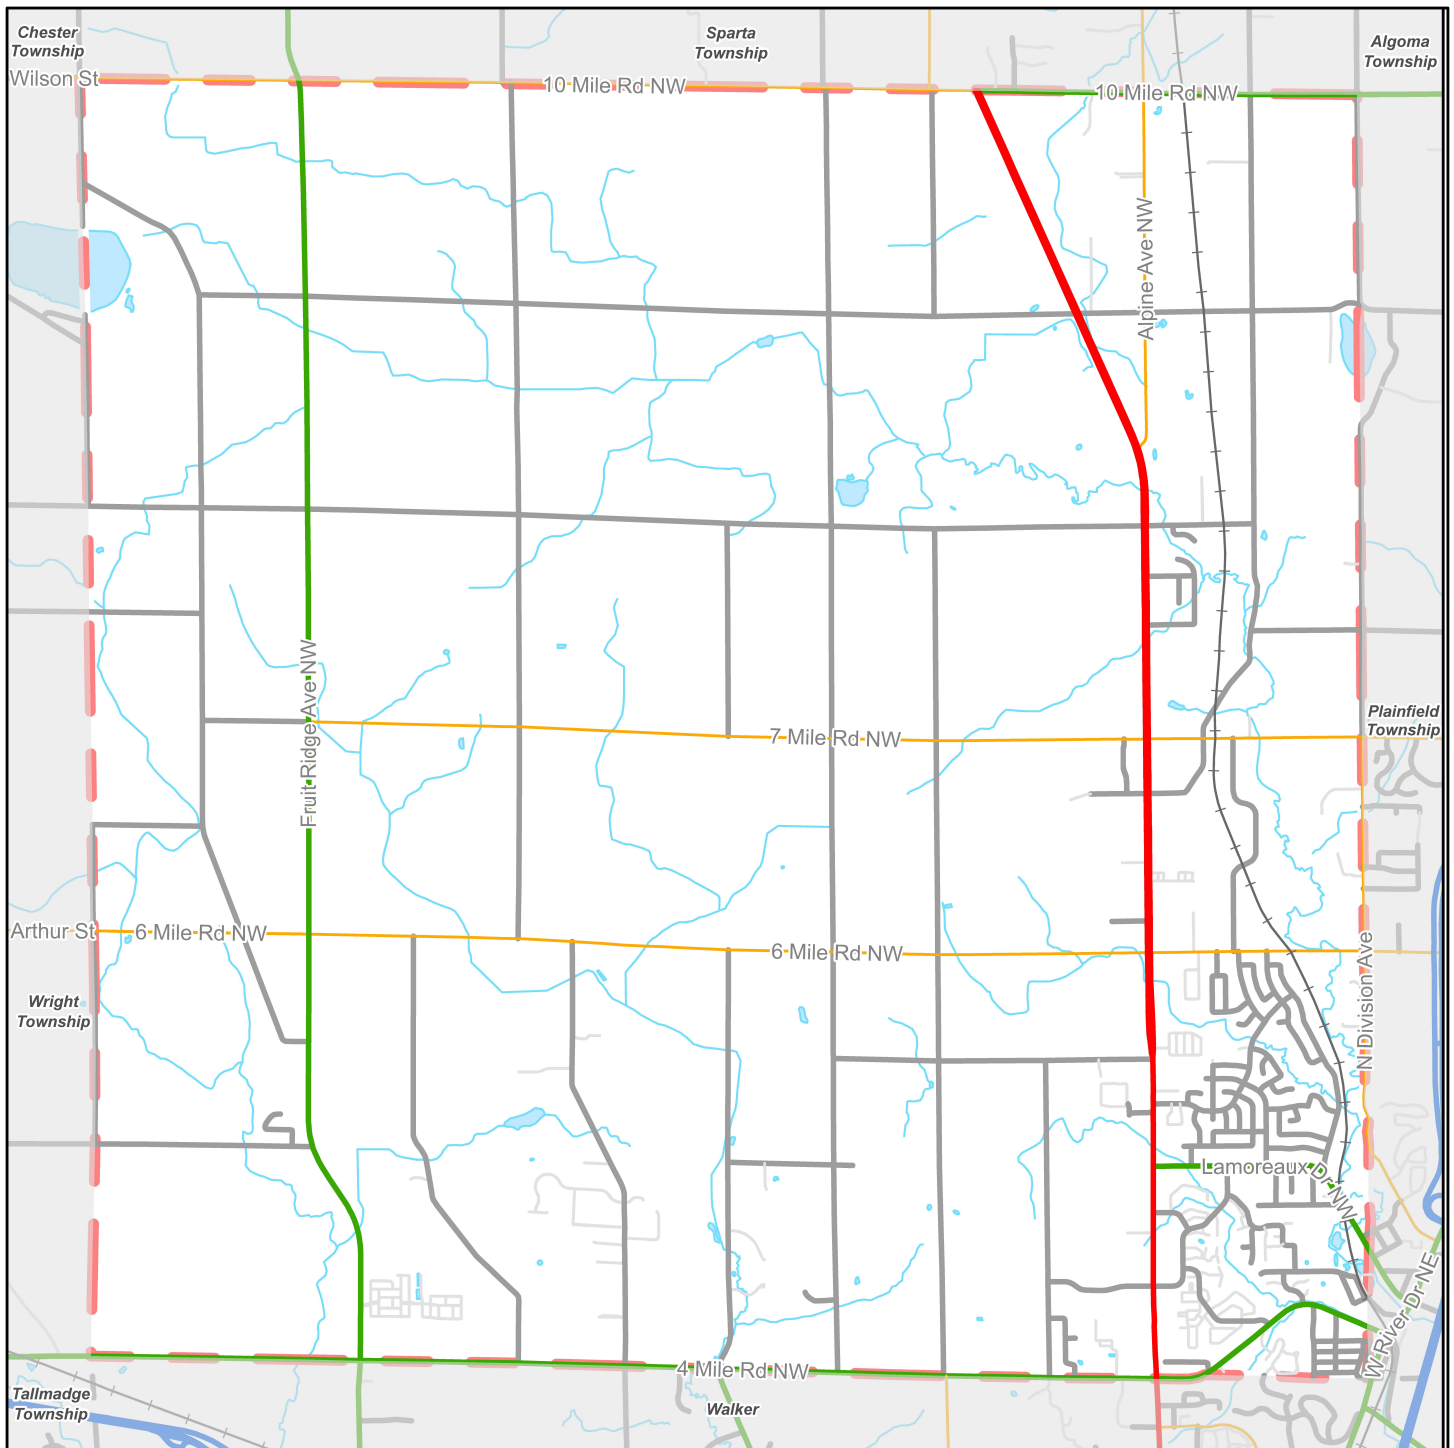 Chester
Township
Sparta
Township
Algoma
Township
Wilson St
10 Mile Rd NW
10 Mile Rd NW
Alpine Ave NW
Fruit Ridge Ave NW
7 Mile Rd NW
Plainfield
Township
Arthur St
6 Mile Rd NW
6 Mile Rd NW
N Division Ave
Wright
Township
Lamoreaux Dr NW
W River Dr NE
4 Mile Rd NW
Tallmadge
Township
Walker